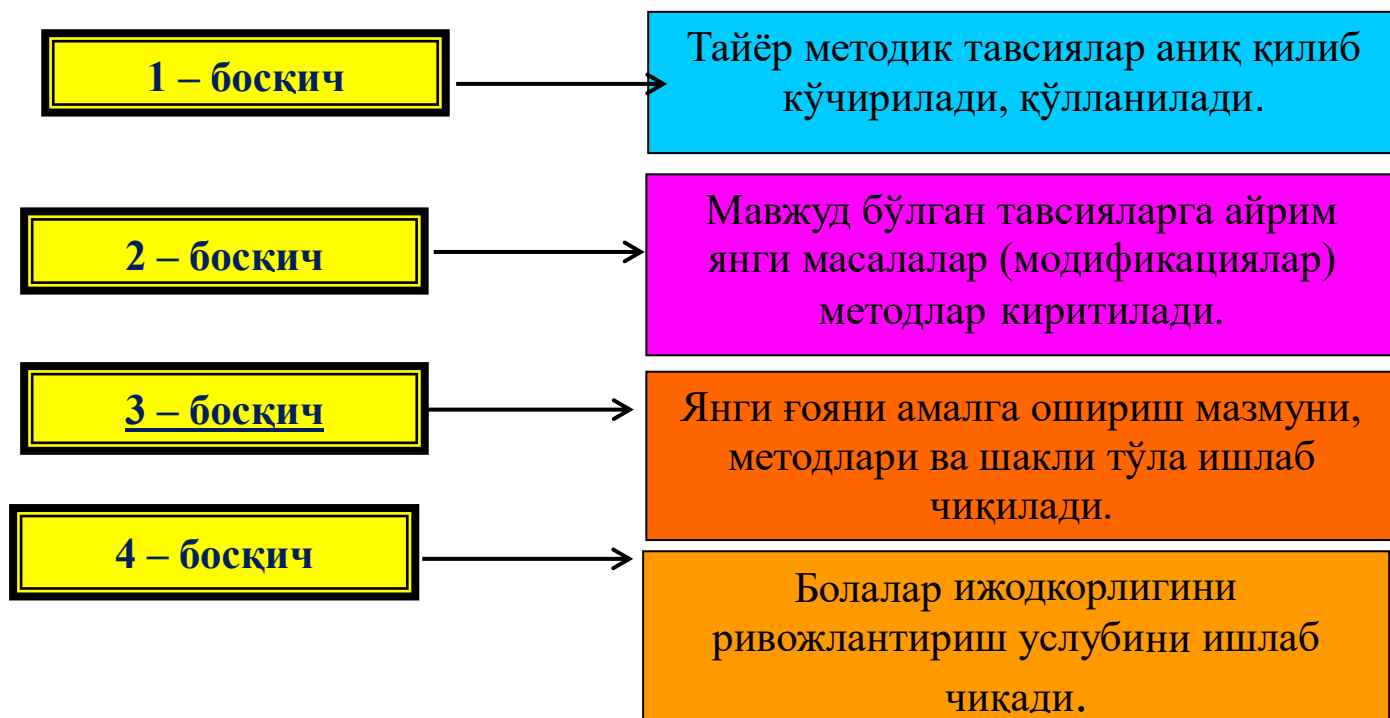 1 – босқич
Тайёр методик тавсиялар аниқ қилиб
кўчирилади, қўлланилади.
2 – босқич
Мавжуд бўлган тавсияларга айрим
янги масалалар (модификациялар)
методлар киритилади.
3 – босқич
Янги ғояни амалга ошириш мазмуни,
методлари ва шакли тўла ишлаб
чиқилади.
4 – босқич
Болалар ижодкорлигини
ривожлантириш услубини ишлаб
чиқади.